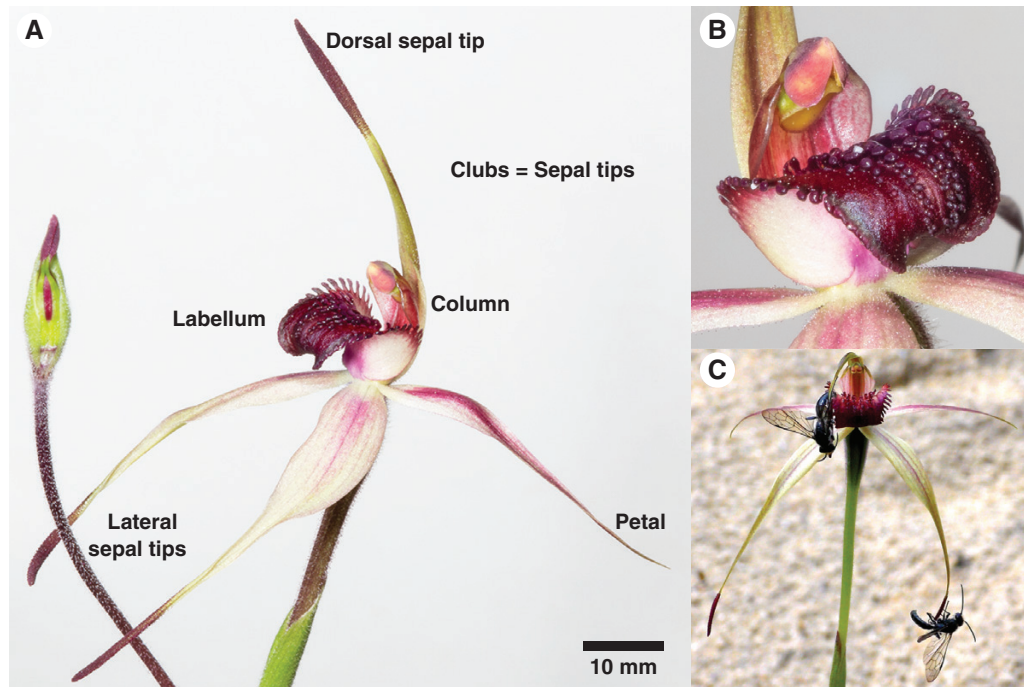 A
Dorsal sepal tip
Clubs = Sepal tips
Labellum
Column
Lateral
sepal tips
Petal
10 mm
B
C